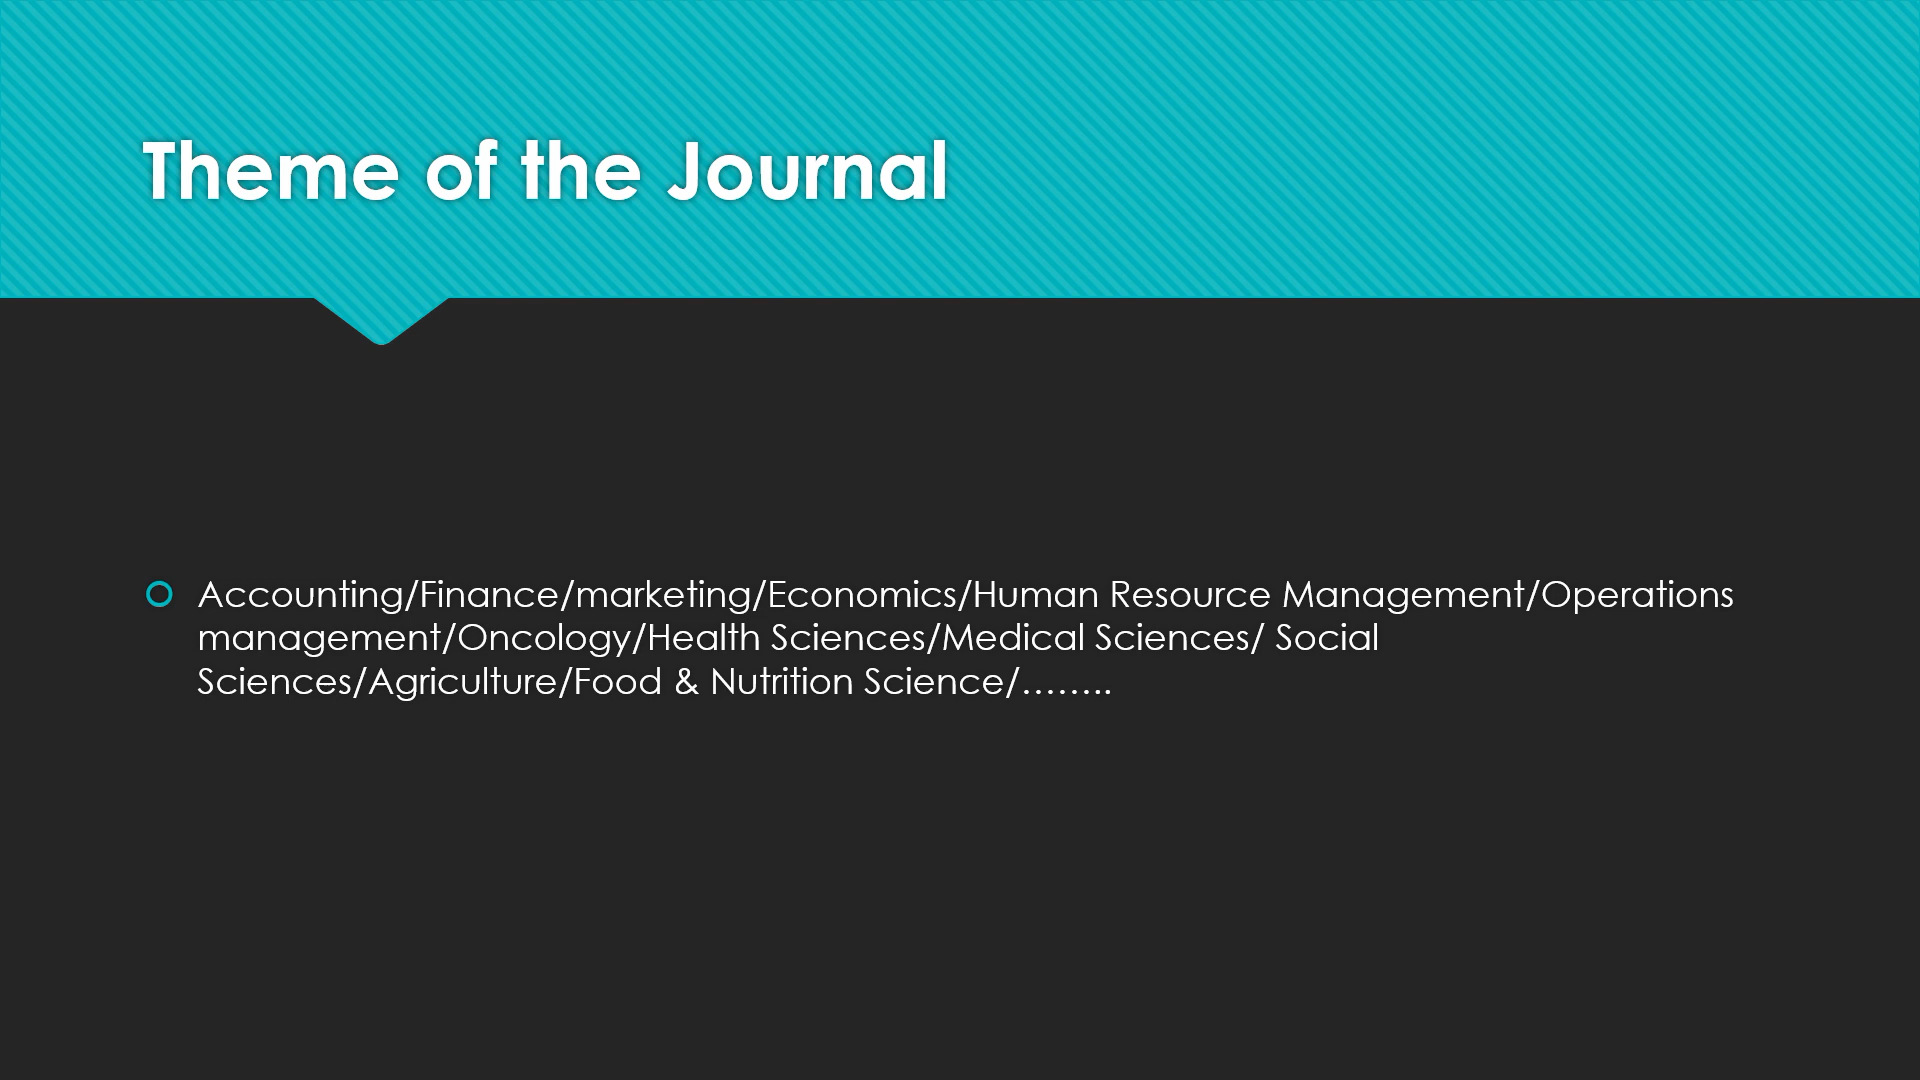 Theme of the Journal
Accounting/Finance/marketing/Economics/Human Resource Management/Operations
management/Oncology/Health Sciences/Medical Sciences/ Social
Sciences/Agriculture/Food & Nutrition Science/……..